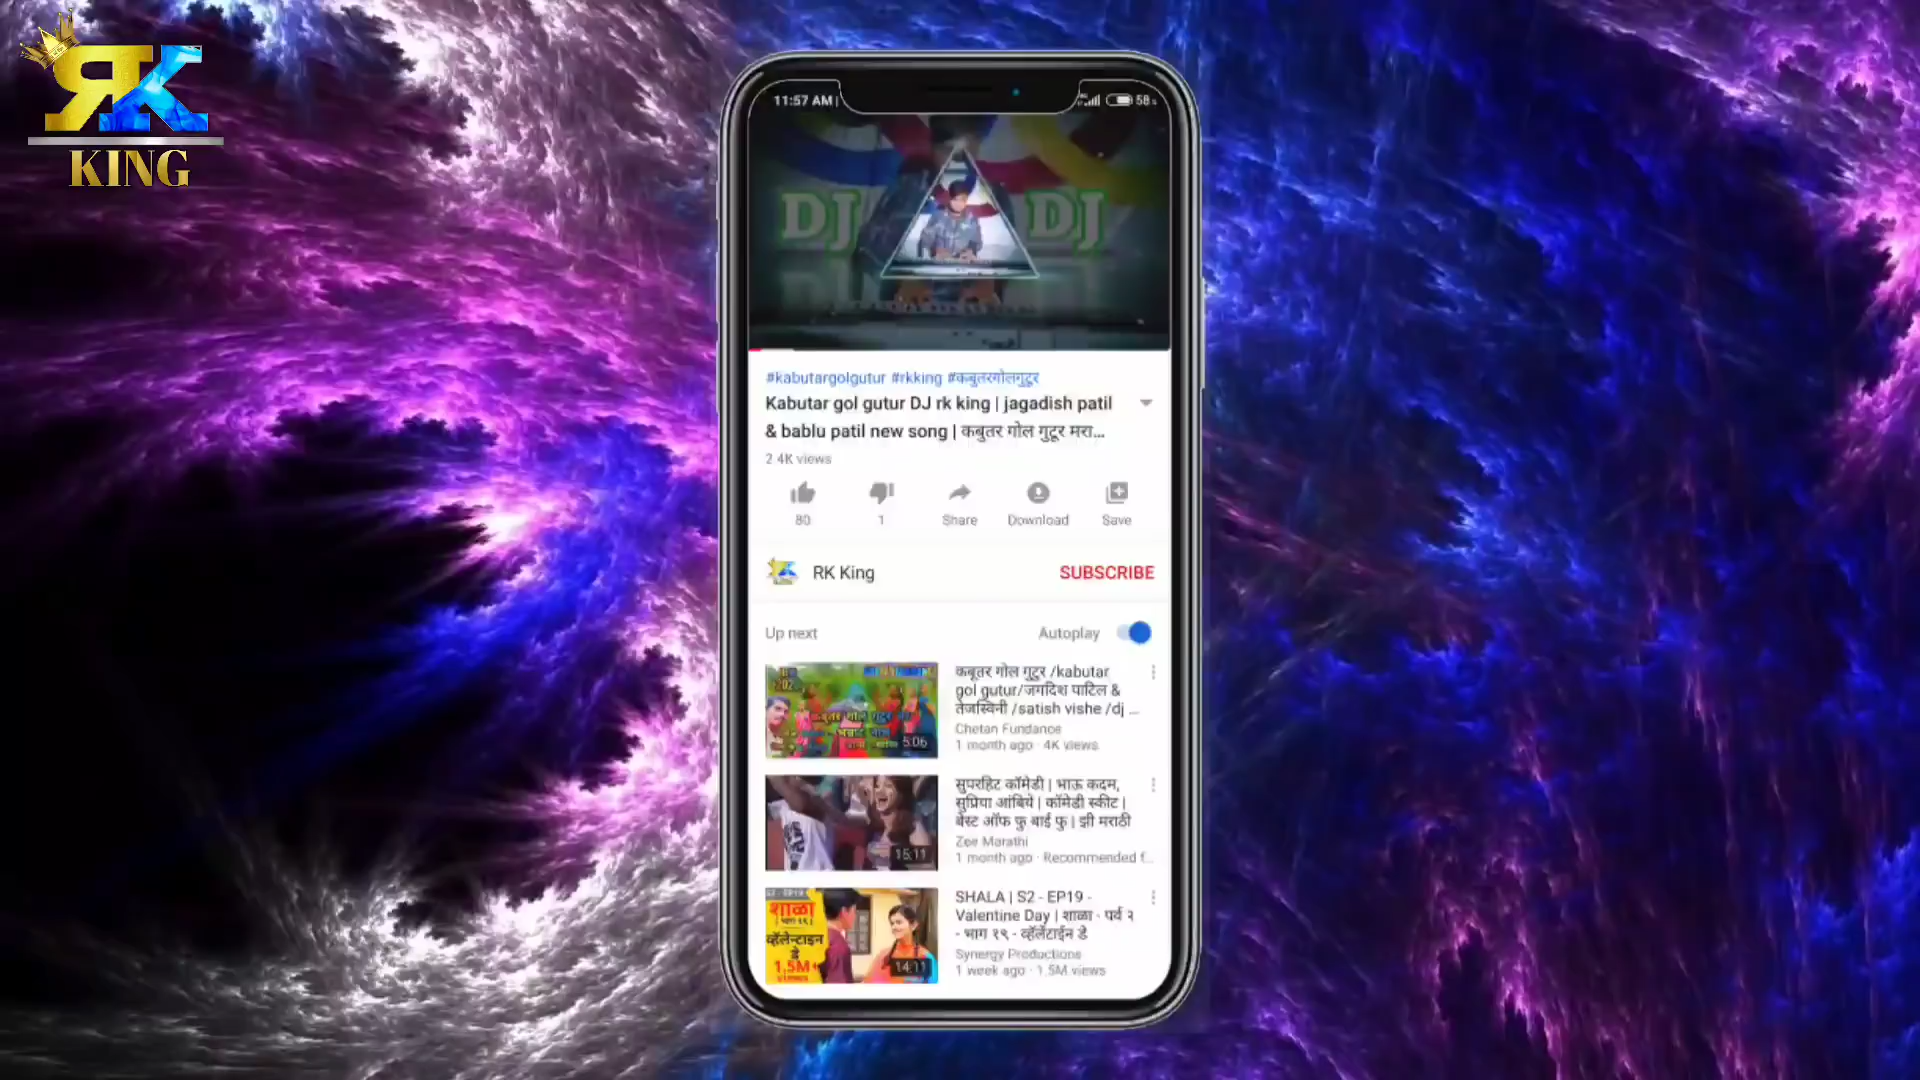 RK
KING
11:57 AM
58
DJ
DJ
#kabutargolgutur #rkking #कबुतरगोलगुटूर
Kabutar gol gutur DJ rk king | jagadish patil
& bablu patil new song | कबुतर गोल गुटूर मरा...
2.4K views
80
1
Share
Download
Save
RK King
SUBSCRIBE
Up next
Autoplay
कबूतर गोल गुटुर /kabutar
gol gutur/जगदिश पाटिल &
तेजस्विनी /satish vishe /dj ...
Chetan Fundance
1 month ago · 4K views
5:06
सुपरहिट कॉमेडी | भाऊ कदम,
सुप्रिया आंबिये | कॉमेडी स्कीट |
बेस्ट ऑफ फु बाई फु | झी मराठी
Zee Marathi
1 month ago · Recommended f...
15:11
SHALA | S2 - EP19 -
Valentine Day | शाळा - पर्व २
- भाग १९ - व्हॅलेंटाईन डे
Synergy Productions
1 week ago · 1.5M views
शाळा
व्हॅलेन्टाइन
डे
1.5M+
14:11